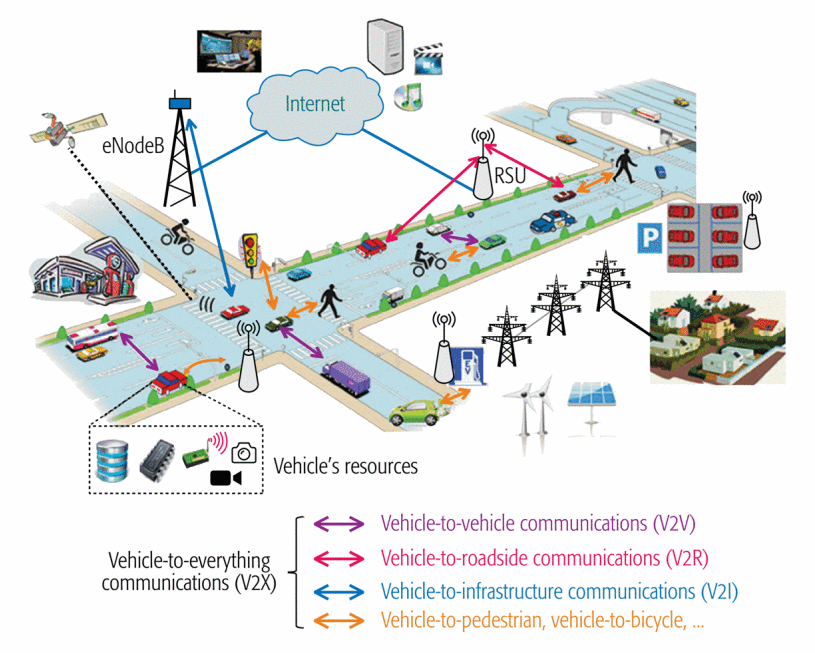 Internet
eNodeB
RSU
P
EV
Vehicle's resources
Vehicle-to-everything
communications (V2X)
Vehicle-to-vehicle communications (V2V)
Vehicle-to-roadside communications (V2R)
Vehicle-to-infrastructure communications (V2I)
Vehicle-to-pedestrian, vehicle-to-bicycle, ...